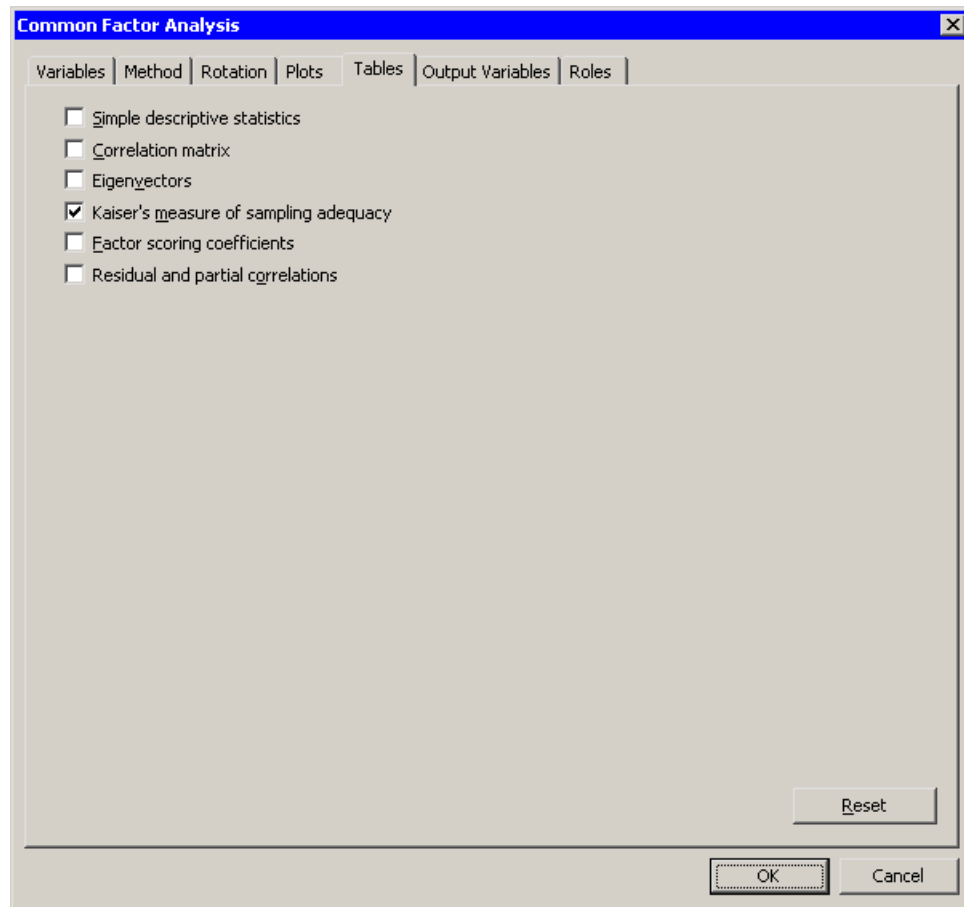 Common Factor Analysis
Variables Method Rotation Plots Tables Output Variables Roles
Simple descriptive statistics
Correlation matrix
Eigenvectors
Kaiser's measure of sampling adequacy
Factor scoring coefficients
Residual and partial correlations
Reset
OK Cancel